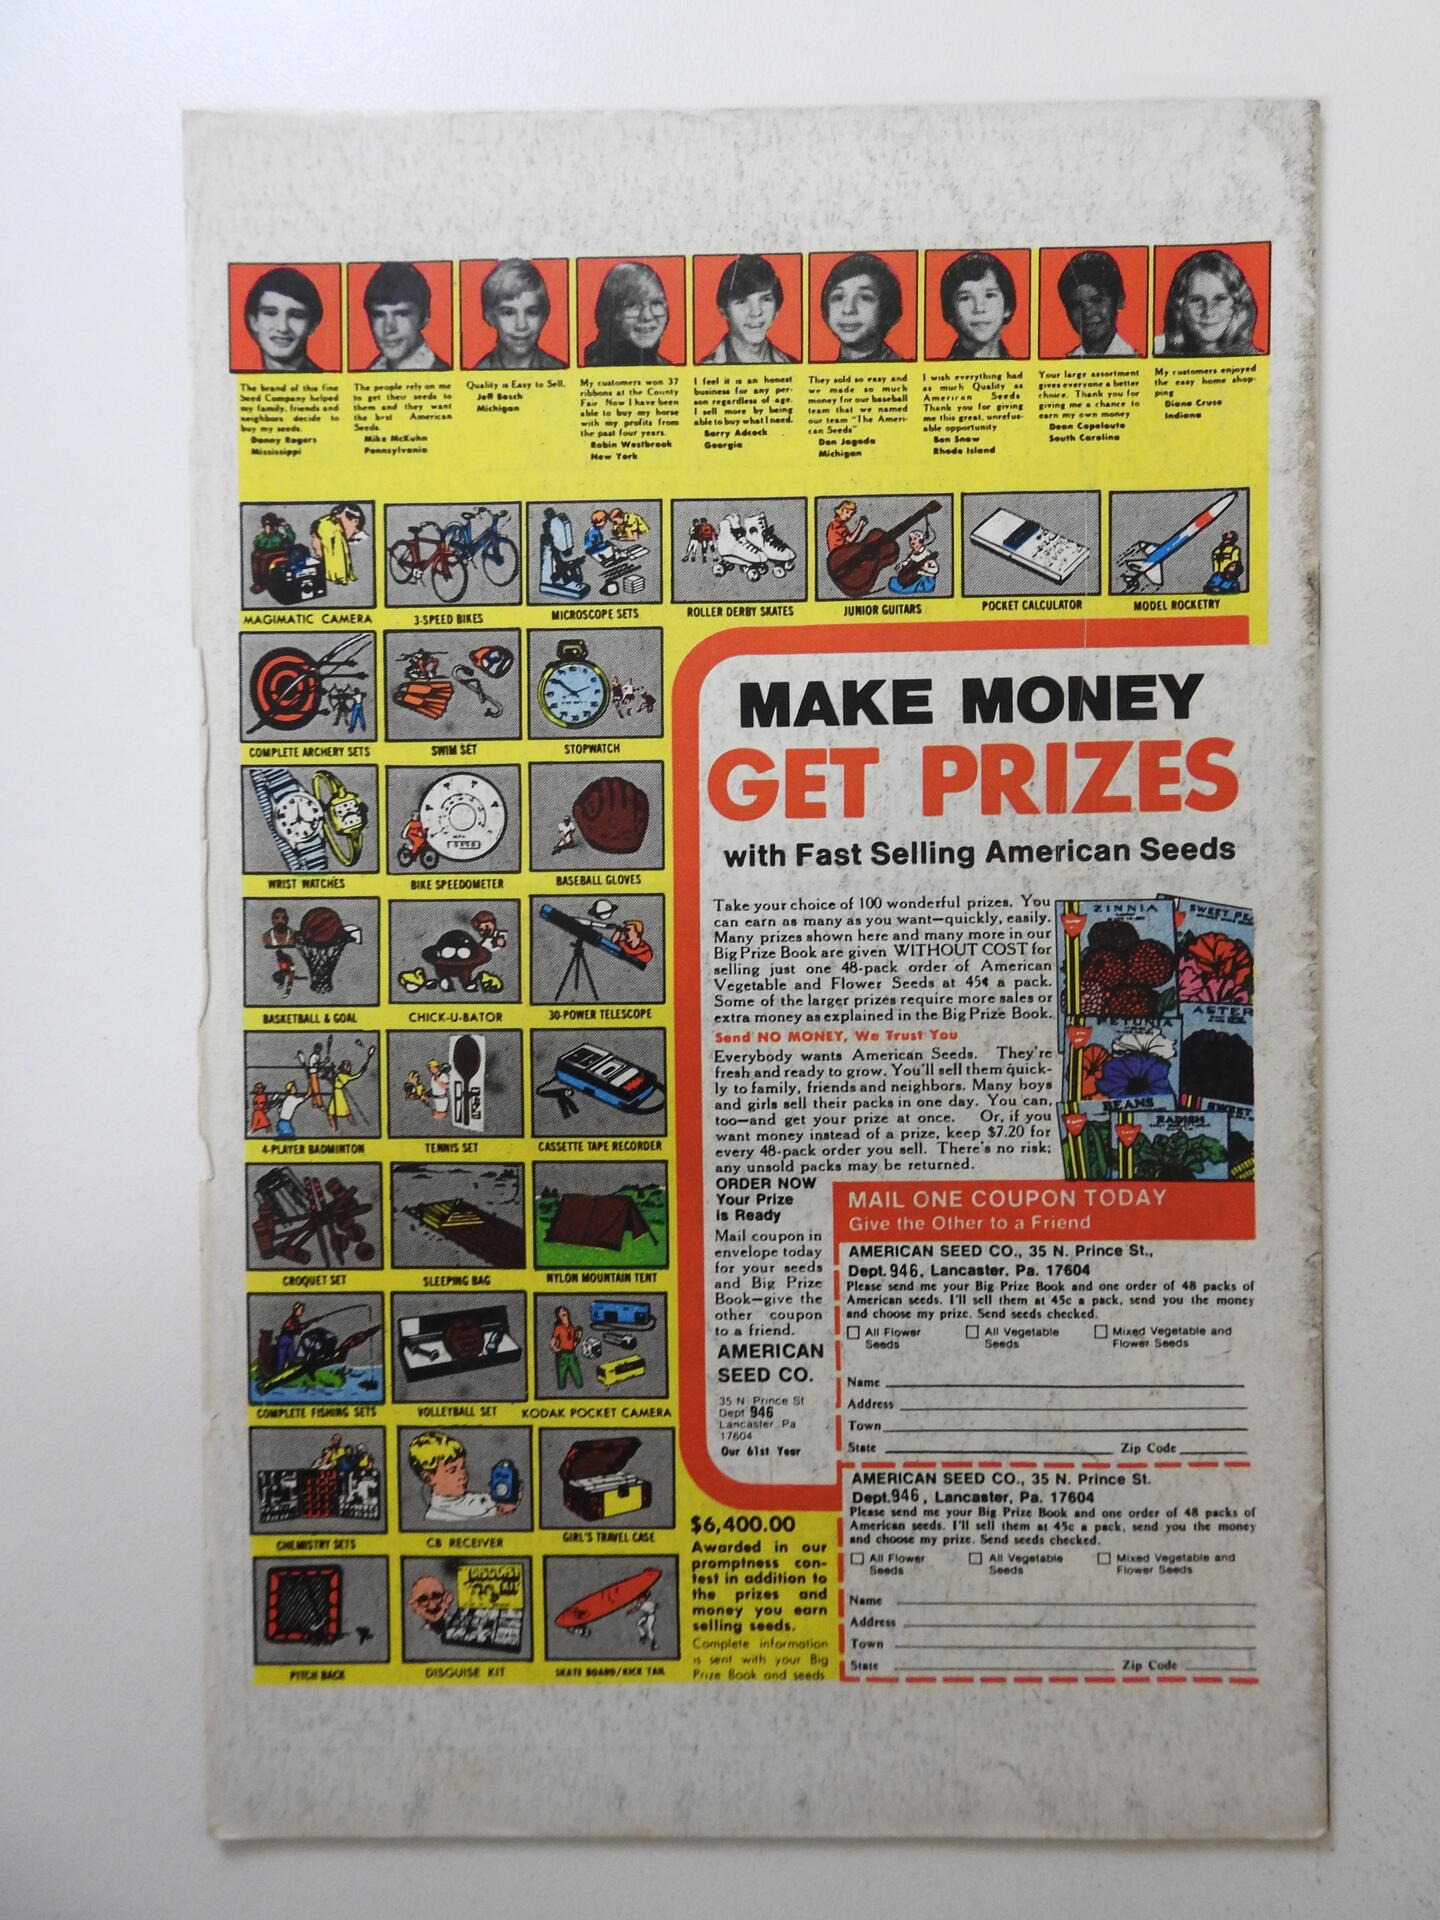 The brand of this fine
Seed Company helped
my family, friends and
neighbors decide to
buy my seeds.
Danny Rogers
Mississippi
The people rely on me
to get their seeds to
them and they want
the best American
Seeds.
Mike McKuhn
Pennsylvania
Quality is Easy to Sell.
Jeff Bosch
Michigan
My customers won 37
ribbons at the County
Fair Now I have been
able to buy my horse
with my profits from
the past four years.
Robin Westbrook
New York
I feel it is an honest
business for any per-
son regardless of age.
I sell more by being
able to buy what I need.
Barry Adcock
Georgia
They sold so easy and
we made so much
money for our baseball
team that we named
our team "The Ameri-
can Seeds"
Don Jagoda
Michigan
I wish everything had
as much Quality as
American Seeds
Thank you for giving
me this great, unrefus-
able opportunity
Ben Snow
Rhode Island
Your large assortment
gives everyone a better
choice. Thank you for
giving me a chance to
earn my own money
Dean Capelouto
South Carolina
My customers enjoyed
the easy home shop-
ping
Diana Cruse
Indiana
MAGIMATIC CAMERA
3-SPEED BIKES
MICROSCOPE SETS
ROLLER DERBY SKATES
JUNIOR GUITARS
POCKET CALCULATOR
MODEL ROCKETRY
COMPLETE ARCHERY SETS
SWIM SET
STOPWATCH
WRIST WATCHES
BIKE SPEEDOMETER
BASEBALL GLOVES
BASKETBALL & GOAL
CHICK-U-BATOR
30-POWER TELESCOPE
4-PLAYER BADMINTON
TENNIS SET
CASSETTE TAPE RECORDER
CROQUET SET
SLEEPING BAG
NYLON MOUNTAIN TENT
COMPLETE FISHING SETS
VOLLEYBALL SET
KODAK POCKET CAMERA
CHEMISTRY SETS
CB RECEIVER
GIRL'S TRAVEL CASE
PITCH BACK
DISGUISE KIT
SKATE BOARD/KICK TAIL
MAKE MONEY
GET PRIZES
with Fast Selling American Seeds
Take your choice of 100 wonderful prizes. You
can earn as many as you want—quickly, easily.
Many prizes shown here and many more in our
Big Prize Book are given WITHOUT COST for
selling just one 48-pack order of American
Vegetable and Flower Seeds at 45¢ a pack.
Some of the larger prizes require more sales or
extra money as explained in the Big Prize Book.
Send NO MONEY, We Trust You
Everybody wants American Seeds. They're
fresh and ready to grow. You'll sell them quick-
ly to family, friends and neighbors. Many boys
and girls sell their packs in one day. You can,
too—and get your prize at once. Or, if you
want money instead of a prize, keep $7.20 for
every 48-pack order you sell. There's no risk;
any unsold packs may be returned.
ZINNIA
SWEET PE
PETUNIA
ASTER
BEANS
RADISH
SWEET
ORDER NOW
Your Prize
is Ready
Mail coupon in
envelope today
for your seeds
and Big Prize
Book—give the
other coupon
to a friend.
AMERICAN
SEED CO.
35 N Prince St
Dept 946
Lancaster Pa
17604
Our 61st Year
$6,400.00
Awarded in our
promptness con-
test in addition to
the prizes and
money you earn
selling seeds.
Complete information
is sent with your Big
Prize Book and seeds
MAIL ONE COUPON TODAY
Give the Other to a Friend
AMERICAN SEED CO., 35 N. Prince St.,
Dept. 946, Lancaster, Pa. 17604
Please send me your Big Prize Book and one order of 48 packs of
American seeds. I'll sell them at 45c a pack, send you the money
and choose my prize. Send seeds checked.
All Flower
Seeds
All Vegetable
Seeds
Mixed Vegetable and
Flower Seeds
Name
Address
Town
State Zip Code
AMERICAN SEED CO., 35 N. Prince St.
Dept. 946, Lancaster, Pa. 17604
Please send me your Big Prize Book and one order of 48 packs of
American seeds. I'll sell them at 45c a pack, send you the money
and choose my prize. Send seeds checked.
All Flower
Seeds
All Vegetable
Seeds
Mixed Vegetable and
Flower Seeds
Name
Address
Town
State Zip Code